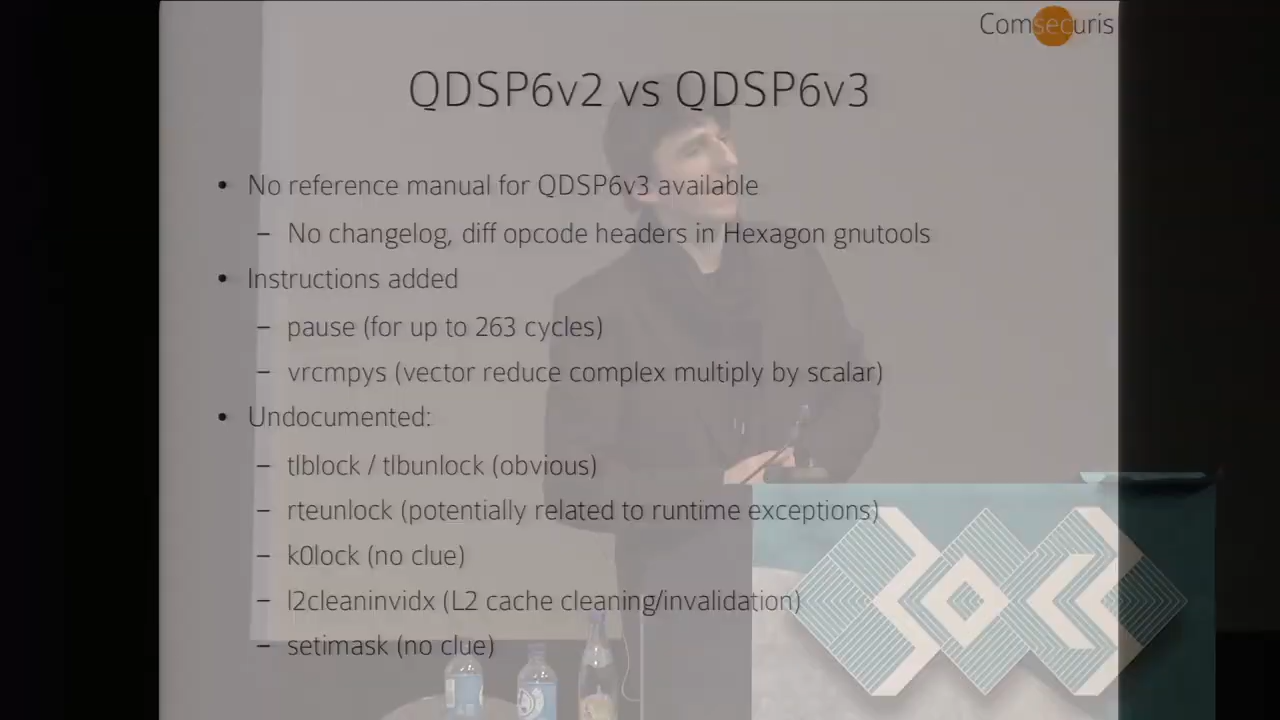 Comsecuris
QDSP6v2 vs QDSP6v3
• No reference manual for QDSP6v3 available
– No changelog, diff opcode headers in Hexagon gnutools
• Instructions added
– pause (for up to 263 cycles)
– vrcmpys (vector reduce complex multiply by scalar)
• Undocumented:
– tlblock / tlbunlock (obvious)
– rteunlock (potentially related to runtime exceptions)
– k0lock (no clue)
– l2cleaninvidx (L2 cache cleaning/invalidation)
– setimask (no clue)